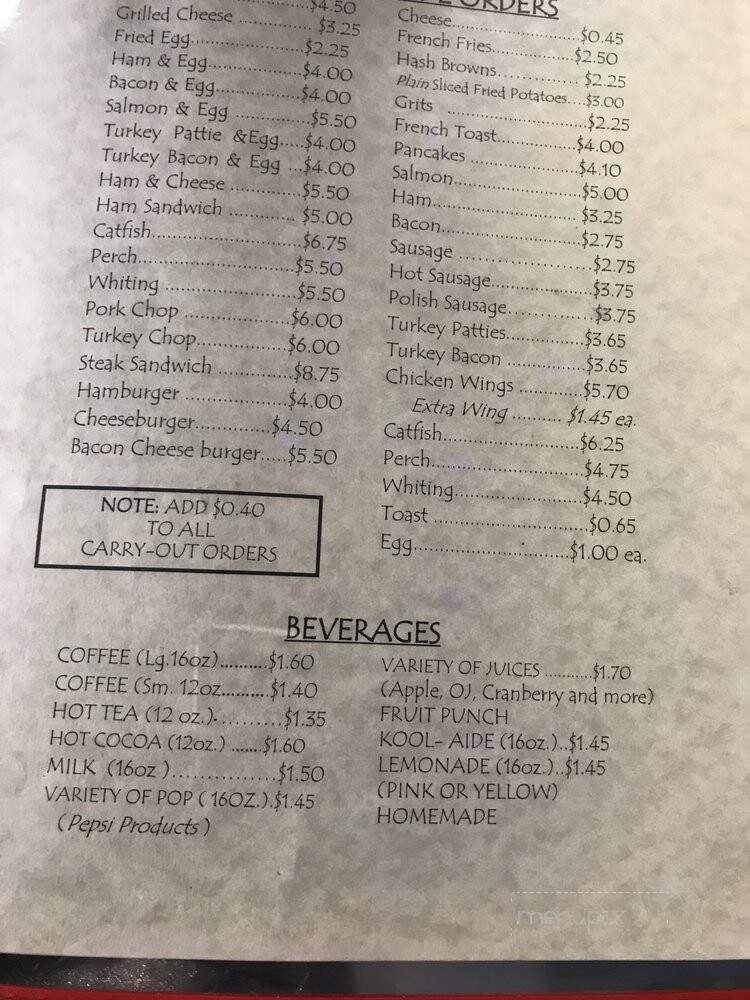 $4.50
Grilled Cheese ................. $3.25
Fried Egg.........................$2.25
Ham & Egg......................$4.00
Bacon & Egg....................$4.00
Salmon & Egg .................$5.50
Turkey Pattie &Egg.....$4.00
Turkey Bacon & Egg ...$4.00
Ham & Cheese ...............$5.50
Ham Sandwich .............. $5.00
Catfish..............................$6.75
Perch................................$5.50
Whiting ..........................$5.50
Pork Chop .....................$6.00
Turkey Chop..................$6.00
Steak Sandwich ..............$8.75
Hamburger ....................$4.00
Cheeseburger..............$4.50
Bacon Cheese burger.....$5.50
NOTE: ADD $0.40
TO ALL
CARRY-OUT ORDERS
ORDERS
Cheese.........................$0.45
French Fries................$2.50
Hash Browns............. $2.25
Plain Sliced Fried Potatoes....$3.00
Grits ..........................$2.25
French Toast...............$4.00
Pancakes ....................$4.10
Salmon........................$5.00
Ham............................ $3.25
Bacon..........................$2.75
Sausage .......................$2.75
Hot Sausage...................$3.75
Polish Sausage...............$3.75
Turkey Patties................$3.65
Turkey Bacon ...............$3.65
Chicken Wings ............$5.70
Extra Wing .......... $1.45 ea.
Catfish..........................$6.25
Perch............................$4.75
Whiting.......................$4.50
Toast ............................$0.65
Egg..............................$1.00 ea.
BEVERAGES
COFFEE (Lg.16oz)..........$1.60
COFFEE (Sm. 12oz..........$1.40
HOT TEA (12 oz.)...........$1.35
HOT COCOA (12oz.) .......$1.60
MILK (16oz )...............$1.50
VARIETY OF POP ( 16OZ.).$1.45
(Pepsi Products)
VARIETY OF JUICES ...........$1.70
(Apple, OJ, Cranberry and more)
FRUIT PUNCH
KOOL- AIDE (16oz.)..$1.45
LEMONADE (16oz.)..$1.45
(PINK OR YELLOW)
HOMEMADE
menupix